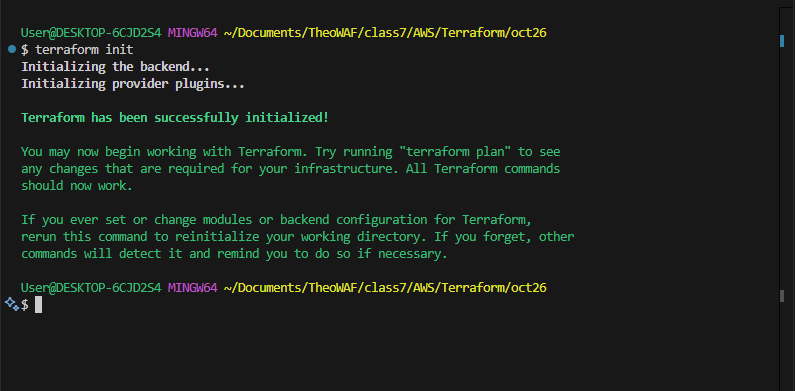 User@DESKTOP-6CJD2S4 MINGW64 ~/Documents/TheoWAF/class7/AWS/Terraform/oct26
$ terraform init
Initializing the backend...
Initializing provider plugins...
Terraform has been successfully initialized!
You may now begin working with Terraform. Try running "terraform plan" to see
any changes that are required for your infrastructure. All Terraform commands
should now work.
If you ever set or change modules or backend configuration for Terraform,
rerun this command to reinitialize your working directory. If you forget, other
commands will detect it and remind you to do so if necessary.
User@DESKTOP-6CJD2S4 MINGW64 ~/Documents/TheoWAF/class7/AWS/Terraform/oct26
$